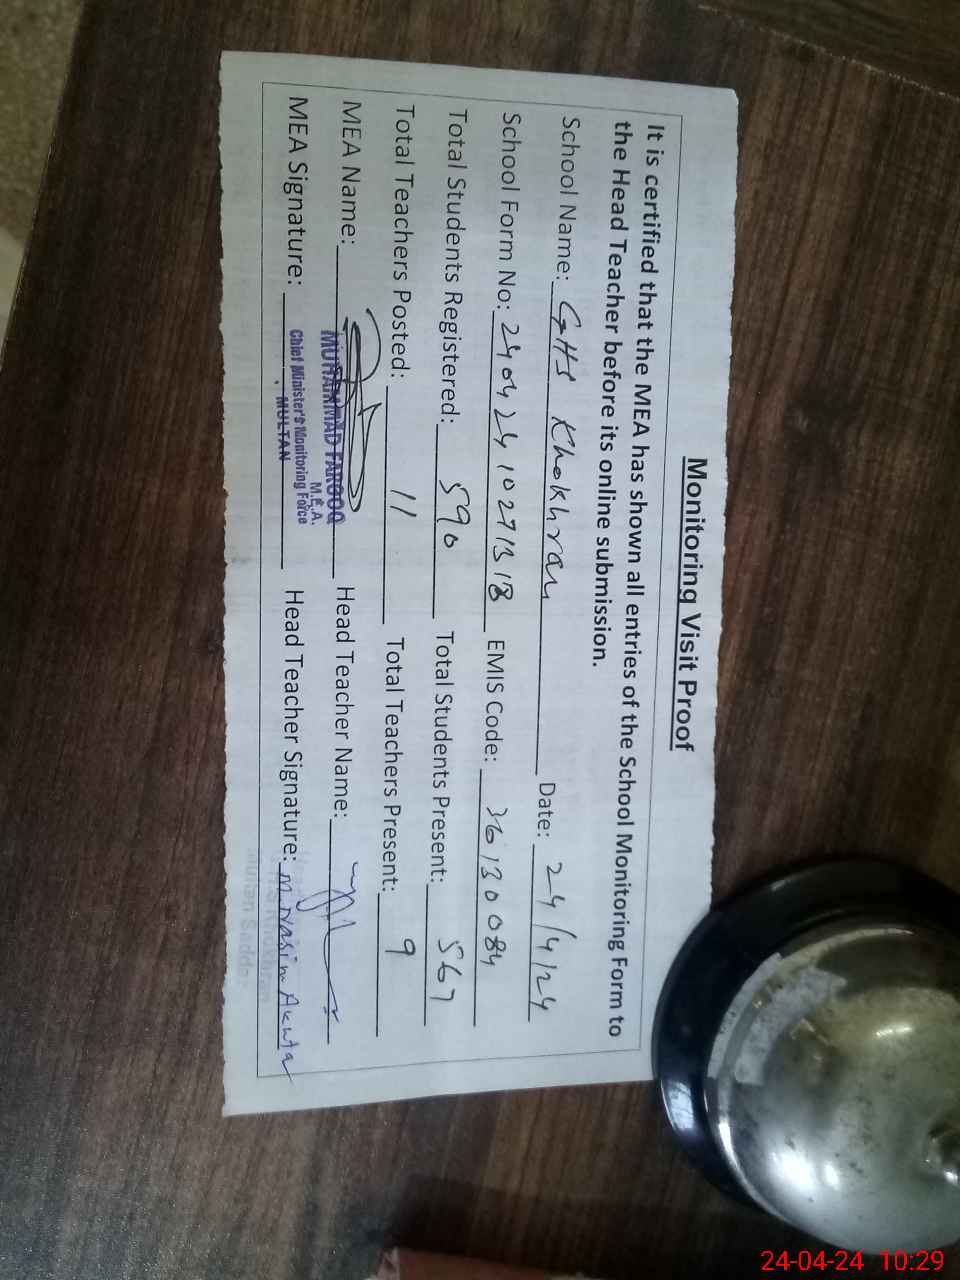 Monitoring Visit Proof
It is certified that the MEA has shown all entries of the School Monitoring Form to
the Head Teacher before its online submission.
School Name: GHS Khokhran Date: 24/4/24
School Form No: EMIS Code: 36130084
Total Students Registered: 590 Total Students Present: 567
Total Teachers Posted: 11 Total Teachers Present: 9
MEA Name: Head Teacher Name:
MUHAMMAD FAROOQ
M.E.A.
Chief Minister's Monitoring Force
MULTAN
MEA Signature: Head Teacher Signature: M. Nasim Akhtar
24-04-24 10:29